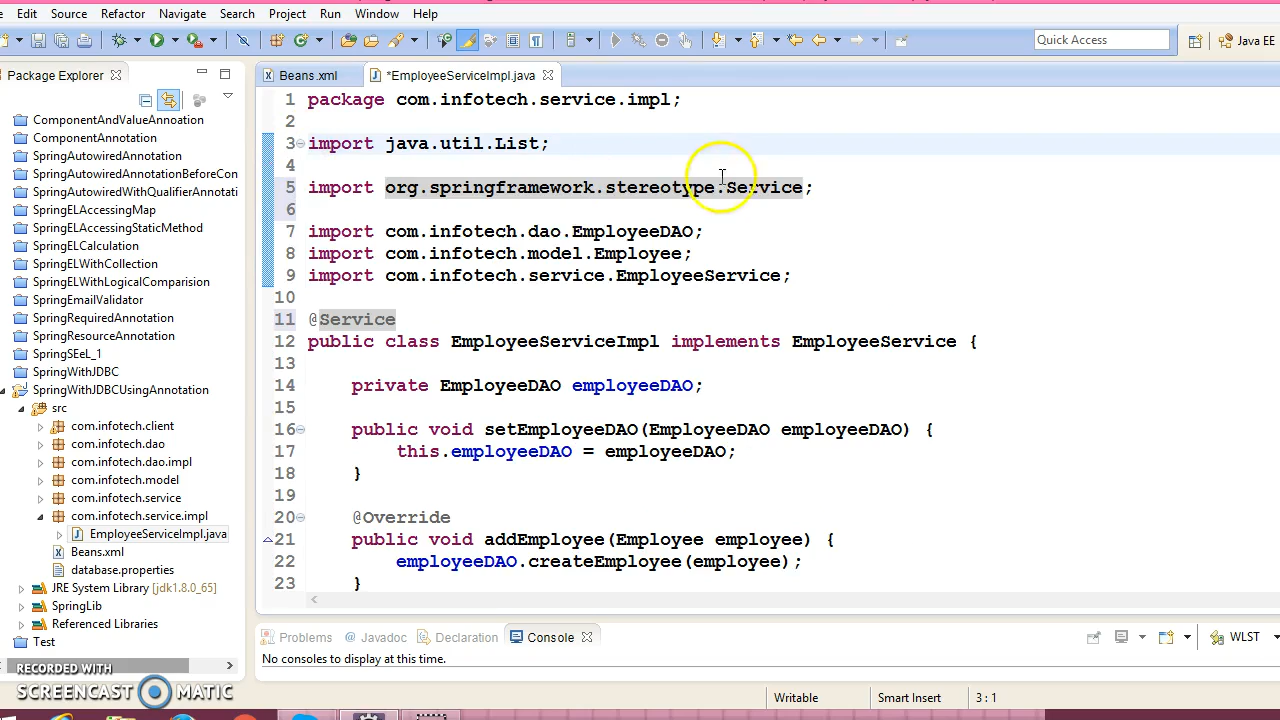 Edit Source Refactor Navigate Search Project Run Window Help
Quick Access
Java EE
Package Explorer
ComponentAndValueAnnoation
ComponentAnnotation
SpringAutowiredAnnotation
SpringAutowiredAnnotationBeforeCon
SpringAutowiredWithQualifierAnnotati
SpringELAccessingMap
SpringELAccessingStaticMethod
SpringELCalculation
SpringELWithCollection
SpringELWithLogicalComparision
SpringEmailValidator
SpringRequiredAnnotation
SpringResourceAnnotation
SpringSEeL_1
SpringWithJDBC
SpringWithJDBCUsingAnnotation
src
com.infotech.client
com.infotech.dao
com.infotech.dao.impl
com.infotech.model
com.infotech.service
com.infotech.service.impl
EmployeeServiceImpl.java
Beans.xml
database.properties
JRE System Library [jdk1.8.0_65]
SpringLib
Referenced Libraries
Test
RECORDED WITH
SCREENCAST MATIC
Beans.xml *EmployeeServiceImpl.java
1 package com.infotech.service.impl;
2
3 import java.util.List;
4
5 import org.springframework.stereotype.Service;
6
7 import com.infotech.dao.EmployeeDAO;
8 import com.infotech.model.Employee;
9 import com.infotech.service.EmployeeService;
10
11 @Service
12 public class EmployeeServiceImpl implements EmployeeService {
13
14 private EmployeeDAO employeeDAO;
15
16 public void setEmployeeDAO(EmployeeDAO employeeDAO) {
17 this.employeeDAO = employeeDAO;
18 }
19
20 @Override
21 public void addEmployee(Employee employee) {
22 employeeDAO.createEmployee(employee);
23 }
Problems @ Javadoc Declaration Console
WLST
No consoles to display at this time.
Writable Smart Insert 3 : 1